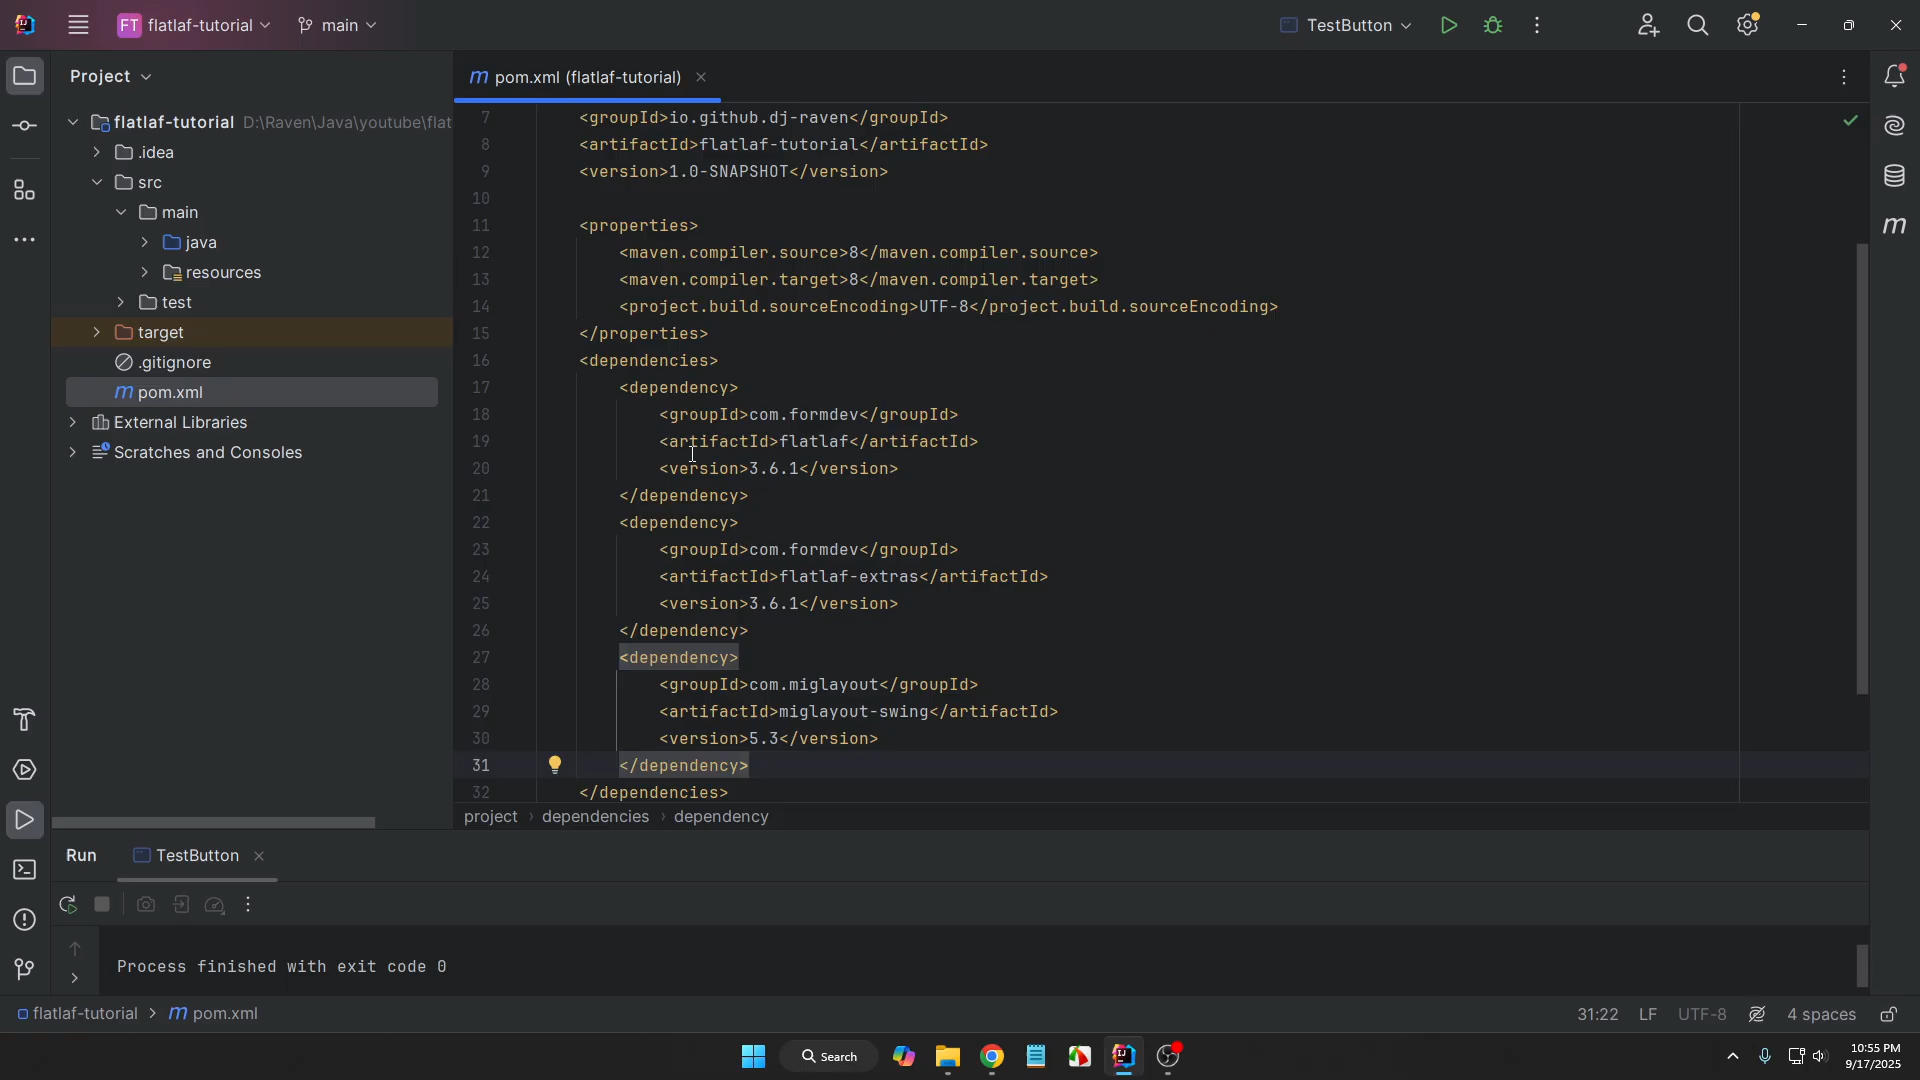 FT flatlaf-tutorial main TestButton
Project
pom.xml (flatlaf-tutorial)
flatlaf-tutorial D:\Raven\Java\youtube\flat
.idea
src
main
java
resources
test
target
.gitignore
pom.xml
External Libraries
Scratches and Consoles
7 <groupId>io.github.dj-raven</groupId>
8 <artifactId>flatlaf-tutorial</artifactId>
9 <version>1.0-SNAPSHOT</version>
10
11 <properties>
12 <maven.compiler.source>8</maven.compiler.source>
13 <maven.compiler.target>8</maven.compiler.target>
14 <project.build.sourceEncoding>UTF-8</project.build.sourceEncoding>
15 </properties>
16 <dependencies>
17 <dependency>
18 <groupId>com.formdev</groupId>
19 <artifactId>flatlaf</artifactId>
20 <version>3.6.1</version>
21 </dependency>
22 <dependency>
23 <groupId>com.formdev</groupId>
24 <artifactId>flatlaf-extras</artifactId>
25 <version>3.6.1</version>
26 </dependency>
27 <dependency>
28 <groupId>com.miglayout</groupId>
29 <artifactId>miglayout-swing</artifactId>
30 <version>5.3</version>
31 </dependency>
32 </dependencies>
project › dependencies › dependency
Run TestButton
Process finished with exit code 0
flatlaf-tutorial > pom.xml
31:22 LF UTF-8 4 spaces
Search
10:55 PM
9/17/2025